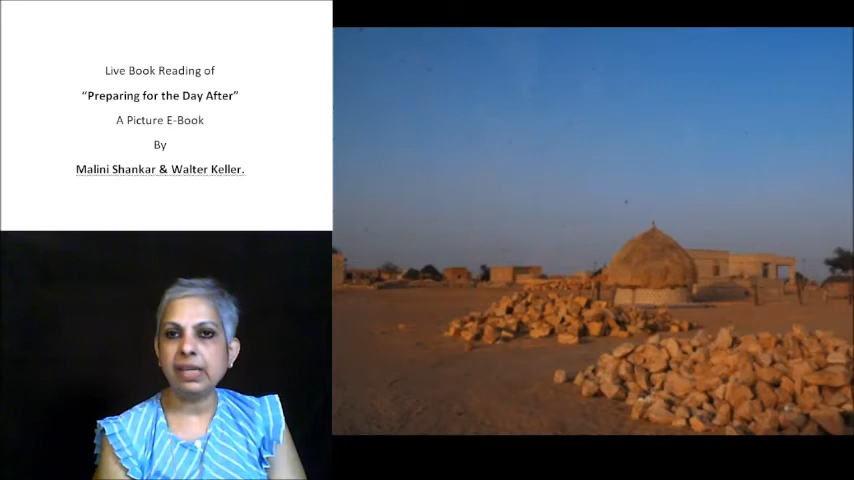 Live Book Reading of
“Preparing for the Day After”
A Picture E-Book
By
Malini Shankar & Walter Keller.